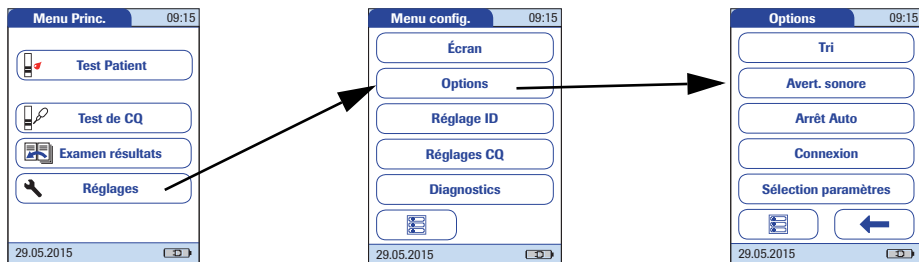 Menu Princ. 09:15
Test Patient
Test de CQ
Examen résultats
Réglages
29.05.2015
Menu config. 09:15
Écran
Options
Réglage ID
Réglages CQ
Diagnostics
29.05.2015
Options 09:15
Tri
Avert. sonore
Arrêt Auto
Connexion
Sélection paramètres
29.05.2015